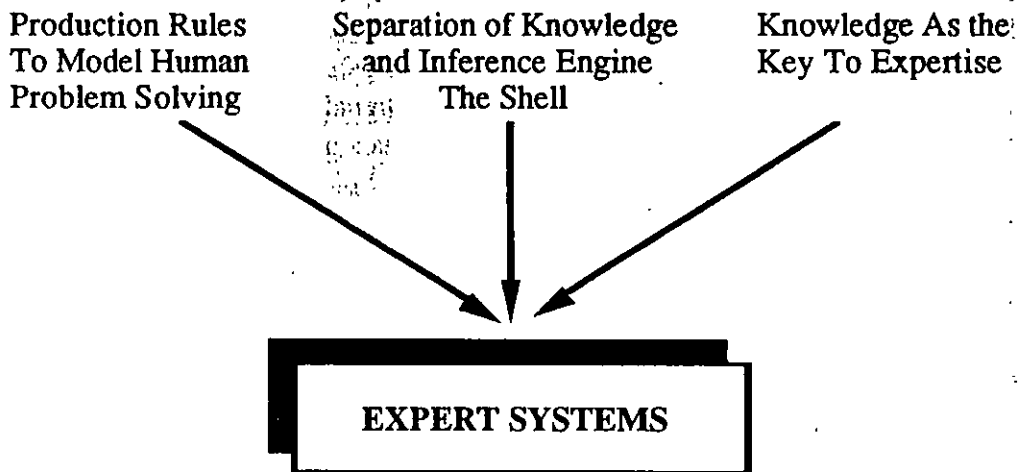 Production Rules
To Model Human
Problem Solving
Separation of Knowledge
and Inference Engine
The Shell
Knowledge As the
Key To Expertise
EXPERT SYSTEMS